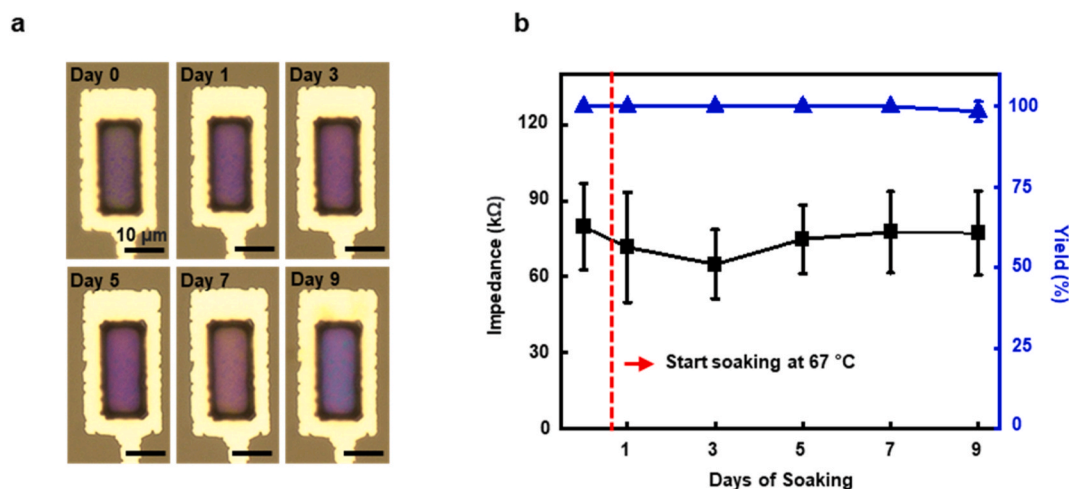 a
Day 0
Day 1
Day 3
10 µm
Day 5
Day 7
Day 9
b
Impedance (kΩ)
120
90
60
30
0
Start soaking at 67 °C
1
3
5
7
9
Days of Soaking
100
75
50
25
0
Yield (%)